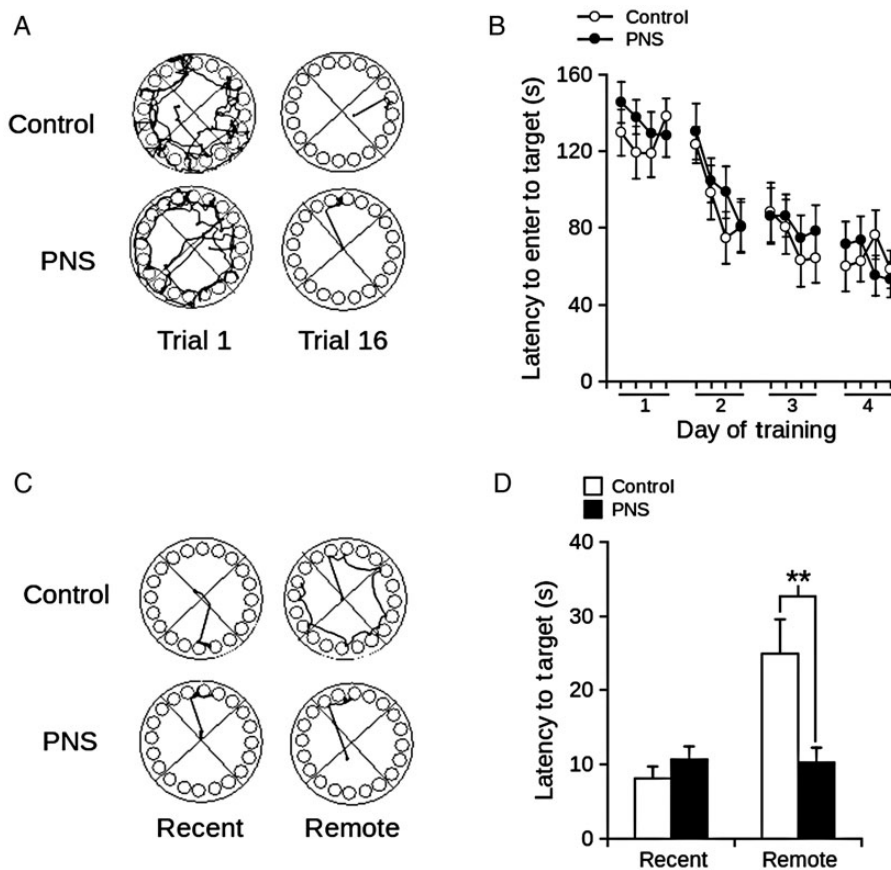 A
Control
PNS
Trial 1
Trial 16
B
Control
PNS
Latency to enter to target (s)
160
120
80
40
0
1
2
3
4
Day of training
C
Control
PNS
Recent
Remote
D
Control
PNS
Latency to target (s)
40
30
20
10
0
**
Recent
Remote